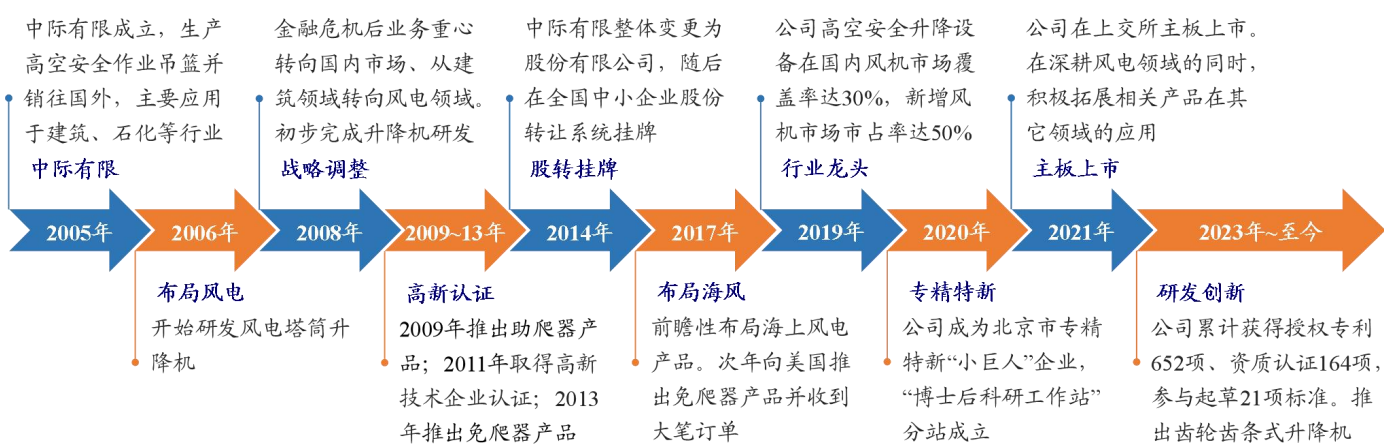 中际有限成立，生产
高空安全作业吊篮并
销往国外，主要应用
于建筑、石化等行业
中际有限
金融危机后业务重心
转向国内市场、从建
筑领域转向风电领域。
初步完成升降机研发
战略调整
中际有限整体变更为
股份有限公司，随后
在全国中小企业股份
转让系统挂牌
股转挂牌
公司高空安全升降设
备在国内风机市场覆
盖率达30%，新增风
机市场市占率达50%
行业龙头
公司在上交所主板上市。
在深耕风电领域的同时，
积极拓展相关产品在其
它领域的应用
主板上市
2005年
2006年
2008年
2009~13年
2014年
2017年
2019年
2020年
2021年
2023年~至今
布局风电
开始研发风电塔筒升
降机
高新认证
2009年推出助爬器产
品；2011年取得高新
技术企业认证；2013
年推出免爬器产品
布局海风
前瞻性布局海上风电
产品。次年向美国推
出免爬器产品并收到
大笔订单
专精特新
公司成为北京市专精
特新“小巨人”企业，
“博士后科研工作站”
分站成立
研发创新
公司累计获得授权专利
652项、资质认证164项，
参与起草21项标准。推
出齿轮齿条式升降机